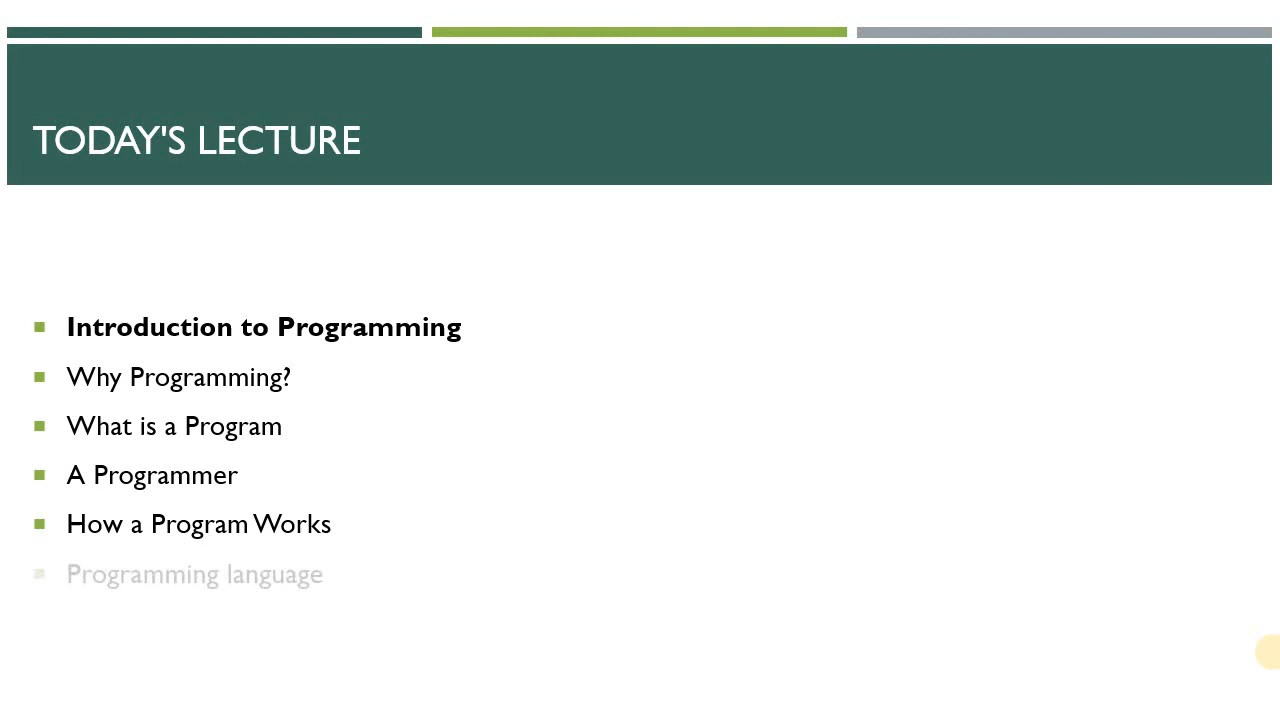 TODAY'S LECTURE
Introduction to Programming
Why Programming?
What is a Program
A Programmer
How a Program Works
Programming language